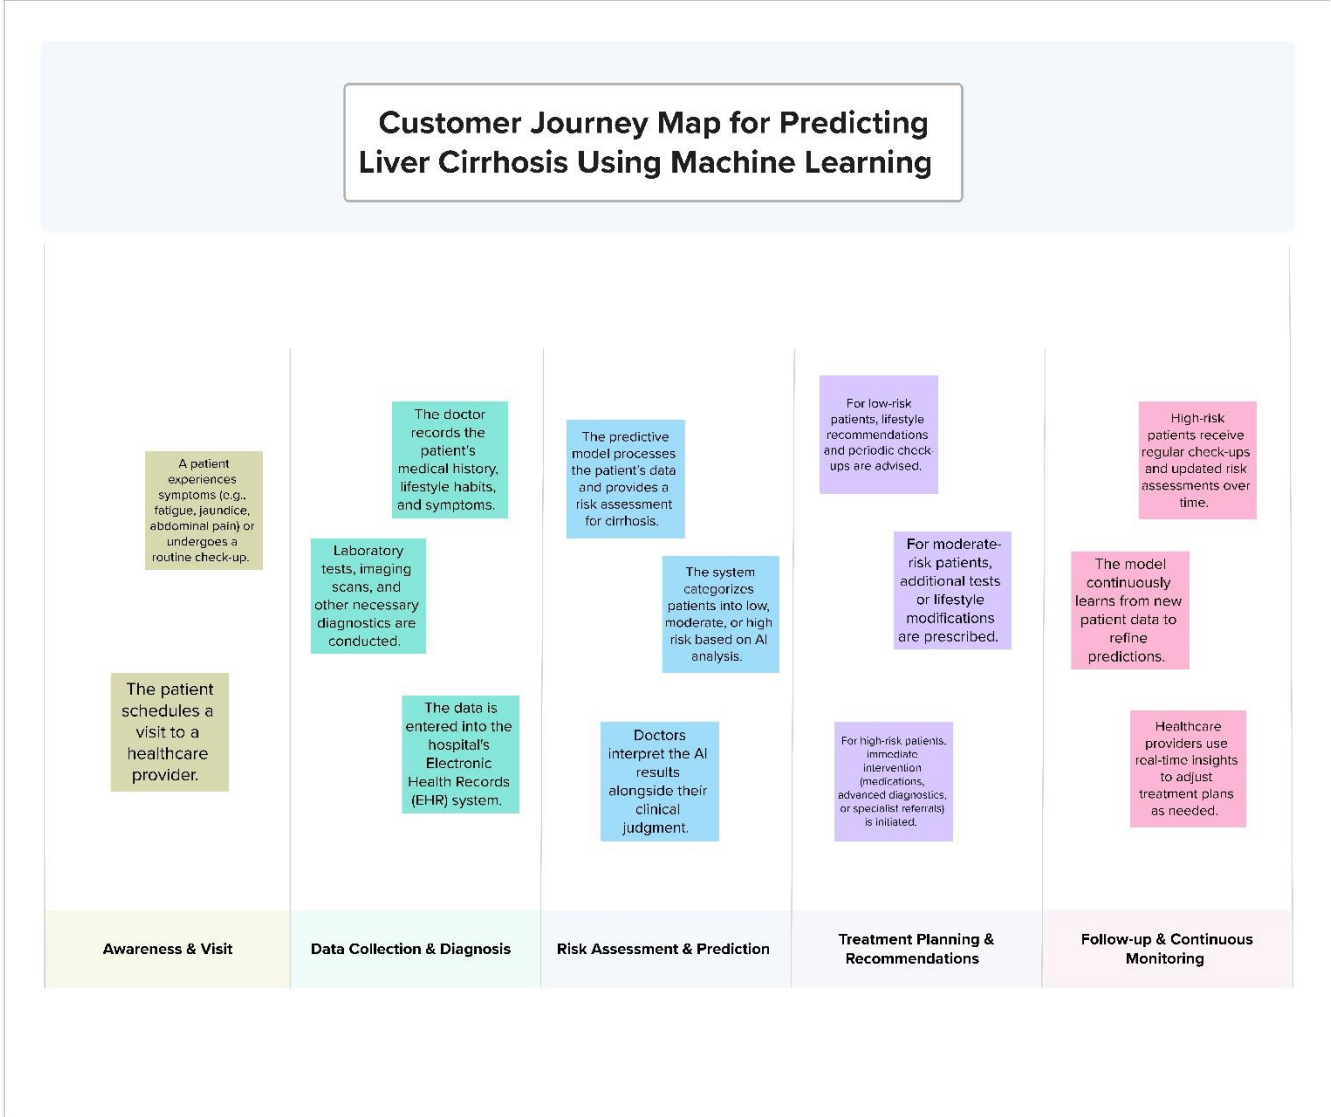 Customer Journey Map for Predicting
Liver Cirrhosis Using Machine Learning
A patient
experiences
symptoms (e.g.,
fatigue, jaundice,
abdominal pain) or
undergoes a
routine check-up.
The patient
schedules a
visit to a
healthcare
provider.
Awareness & Visit
The doctor
records the
patient's
medical history,
lifestyle habits,
and symptoms.
Laboratory
tests, imaging
scans, and
other necessary
diagnostics are
conducted.
The data is
entered into the
hospital's
Electronic
Health Records
(EHR) system.
Data Collection & Diagnosis
The predictive
model processes
the patient's data
and provides a
risk assessment
for cirrhosis.
The system
categorizes
patients into low,
moderate, or high
risk based on AI
analysis.
Doctors
interpret the AI
results
alongside their
clinical
judgment.
Risk Assessment & Prediction
For low-risk
patients, lifestyle
recommendations
and periodic check-
ups are advised.
For moderate-
risk patients,
additional tests
or lifestyle
modifications
are prescribed.
For high-risk patients,
immediate
intervention
(medications,
advanced diagnostics,
or specialist referrals)
is initiated.
Treatment Planning &
Recommendations
High-risk
patients receive
regular check-ups
and updated risk
assessments over
time.
The model
continuously
learns from new
patient data to
refine
predictions.
Healthcare
providers use
real-time insights
to adjust
treatment plans
as needed.
Follow-up & Continuous
Monitoring